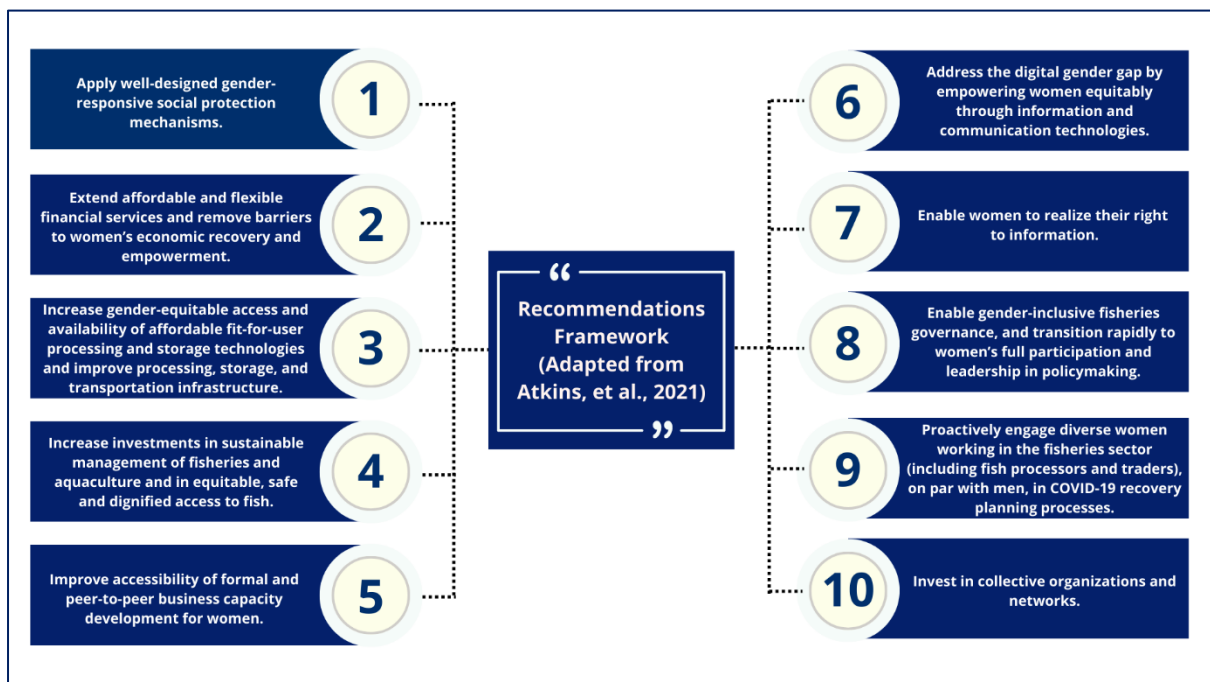 Apply well-designed gender-
responsive social protection
mechanisms.
1
Extend affordable and flexible
financial services and remove barriers
to women's economic recovery and
empowerment.
2
Increase gender-equitable access and
availability of affordable fit-for-user
processing and storage technologies
and improve processing, storage, and
transportation infrastructure.
3
Increase investments in sustainable
management of fisheries and
aquaculture and in equitable, safe
and dignified access to fish.
4
Improve accessibility of formal and
peer-to-peer business capacity
development for women.
5
“
Recommendations
Framework
(Adapted from
Atkins, et al., 2021)
”
6
Address the digital gender gap by
empowering women equitably
through information and
communication technologies.
7
Enable women to realize their right
to information.
8
Enable gender-inclusive fisheries
governance, and transition rapidly to
women's full participation and
leadership in policymaking.
9
Proactively engage diverse women
working in the fisheries sector
(including fish processors and traders),
on par with men, in COVID-19 recovery
planning processes.
10
Invest in collective organizations and
networks.